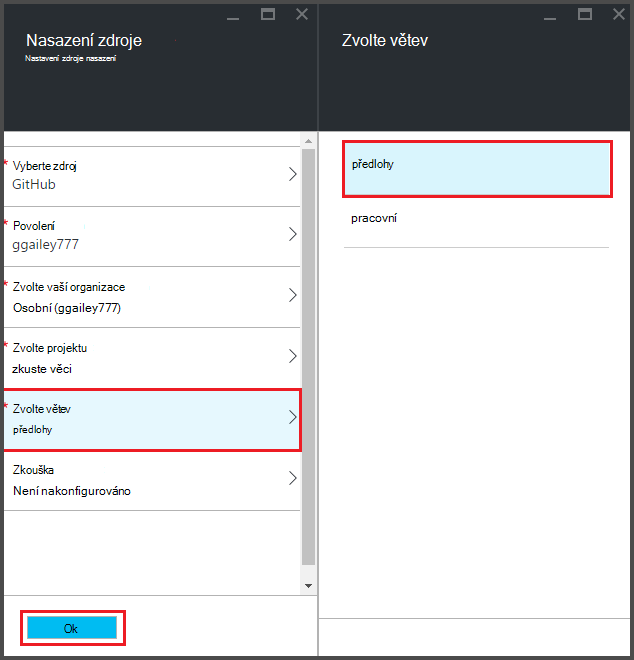 Nasazení zdroje
Nastavení zdroje nasazení
* Vyberte zdroj
GitHub
* Povolení
ggailey777
* Zvolte vaší organizace
Osobní (ggailey777)
* Zvolte projektu
zkuste věci
* Zvolte větev
předlohy
Zkouška
Není nakonfigurováno
Ok
Zvolte větev
předlohy
pracovní